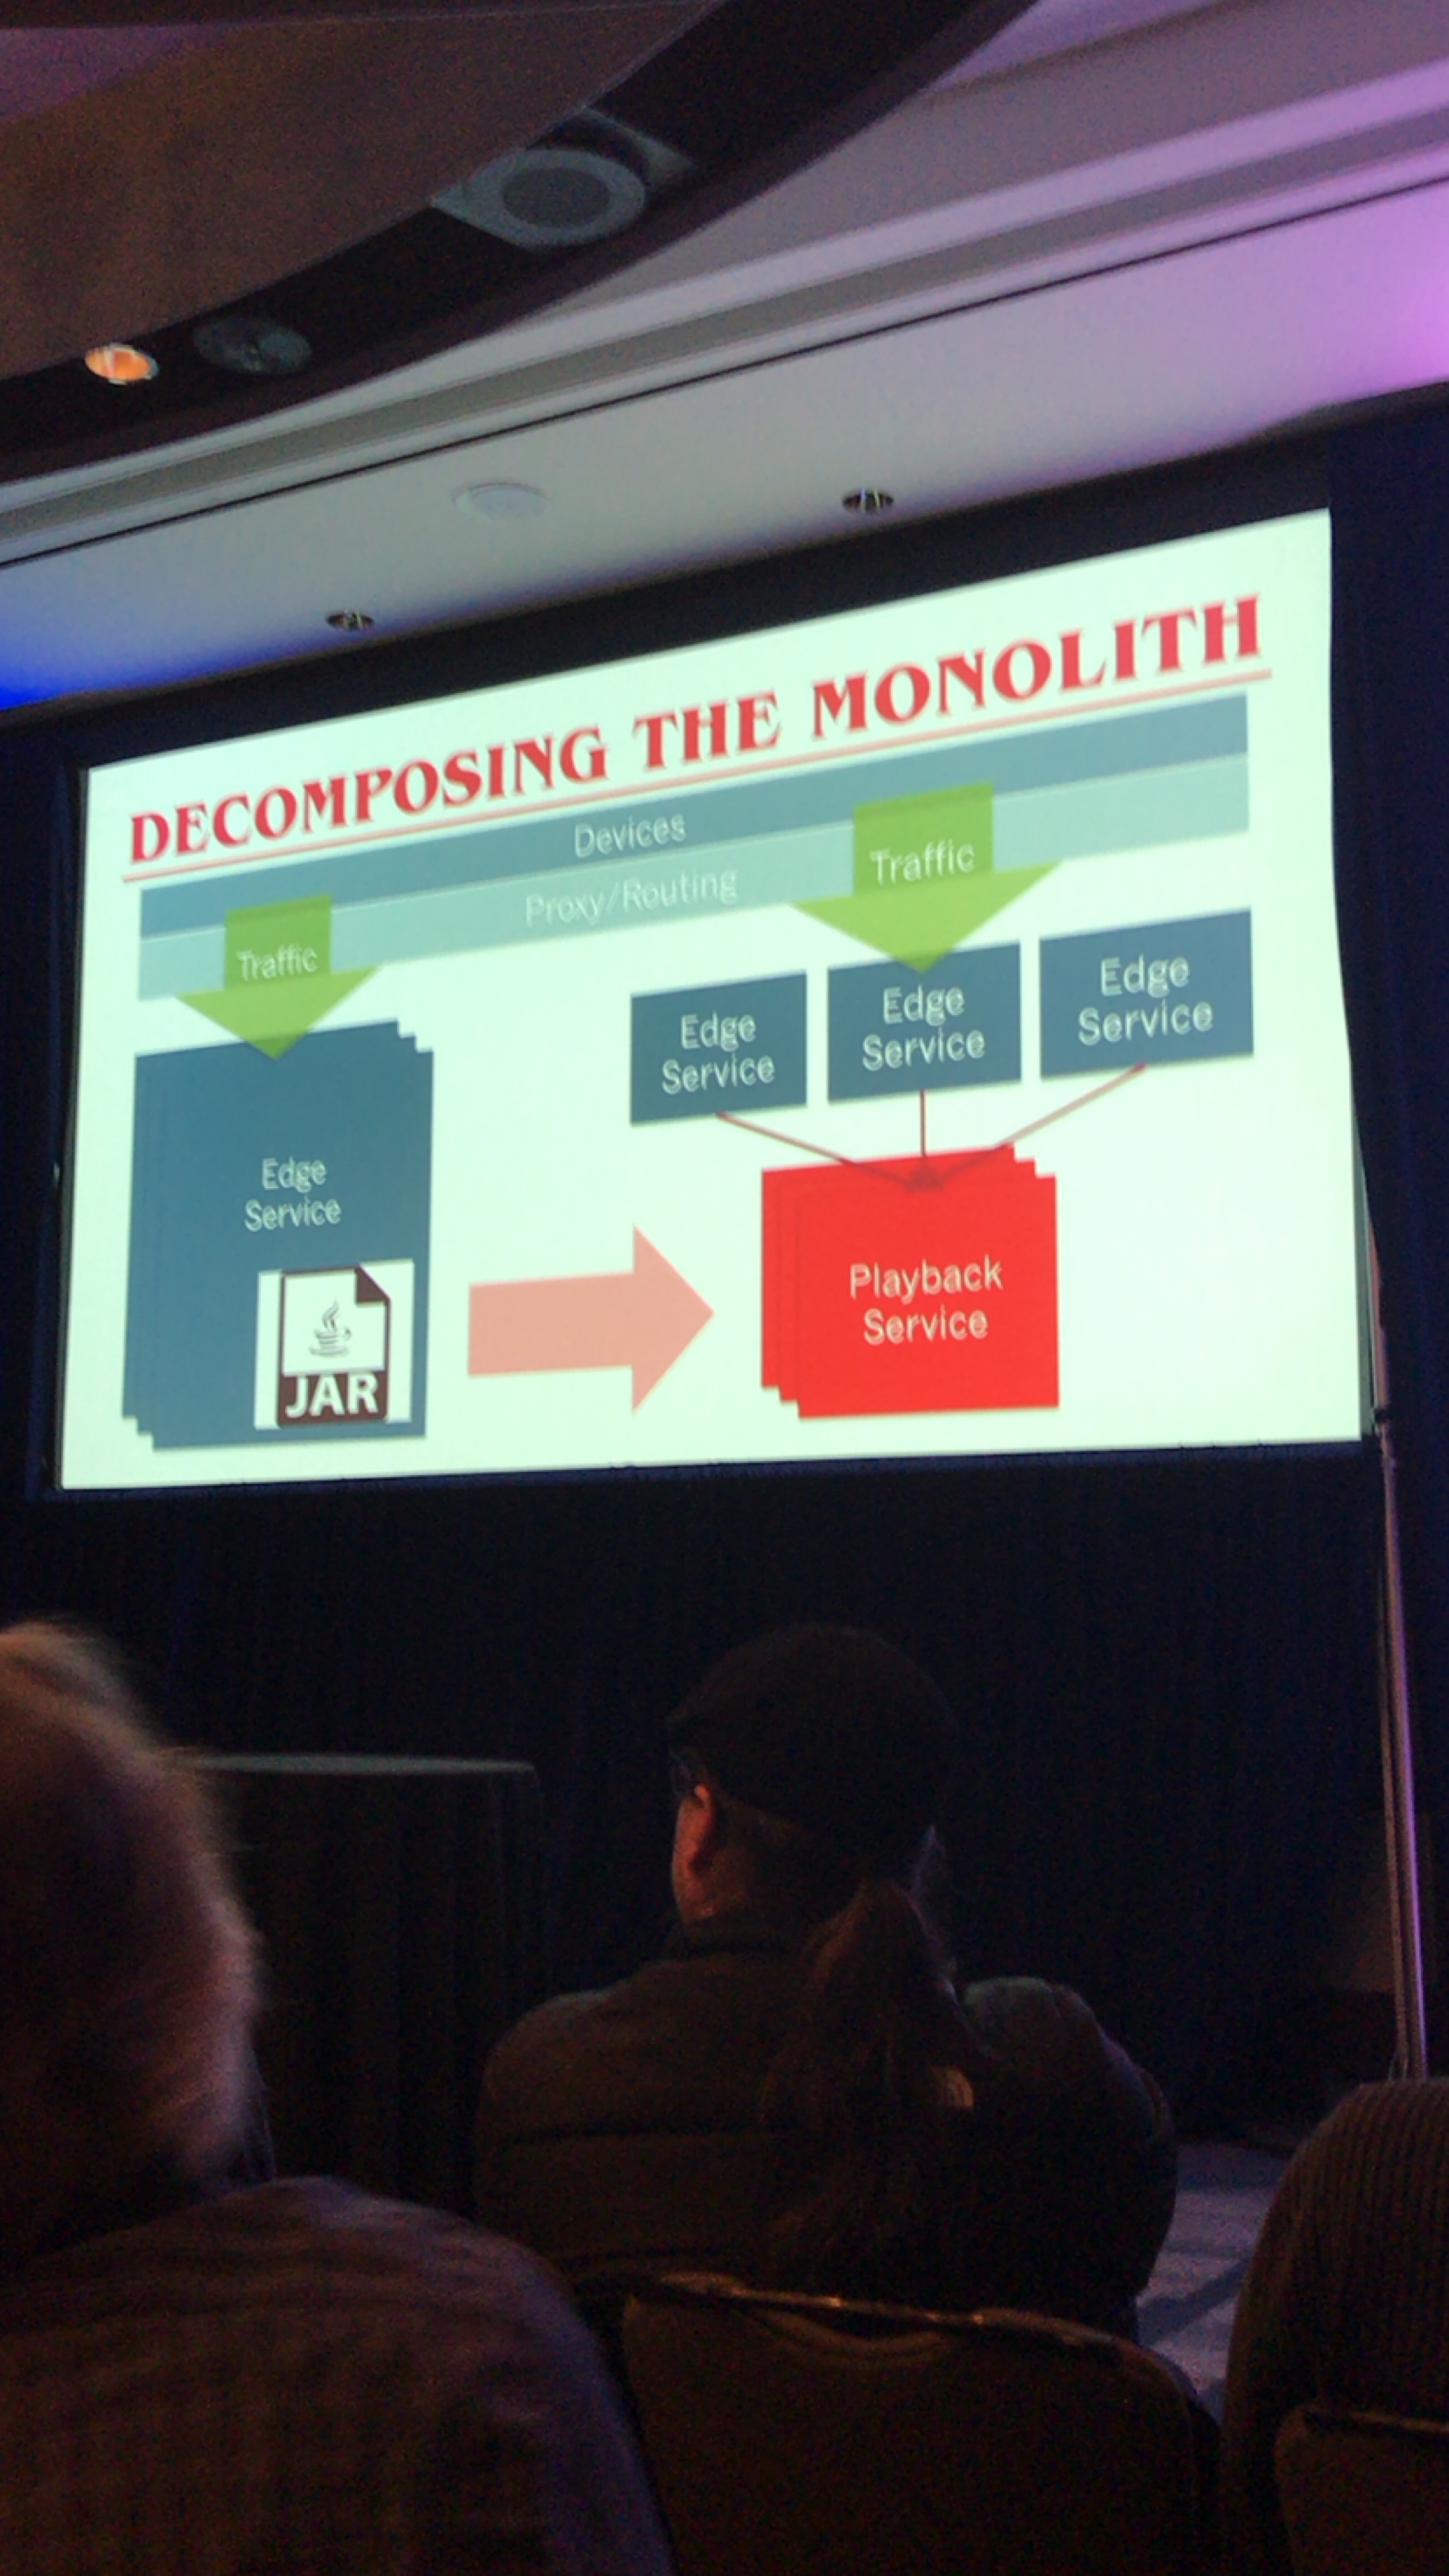 DECOMPOSING THE MONOLITH
Devices
Proxy/Routing
Traffic
Traffic
Edge
Service
JAR
Edge
Service
Edge
Service
Edge
Service
Playback
Service